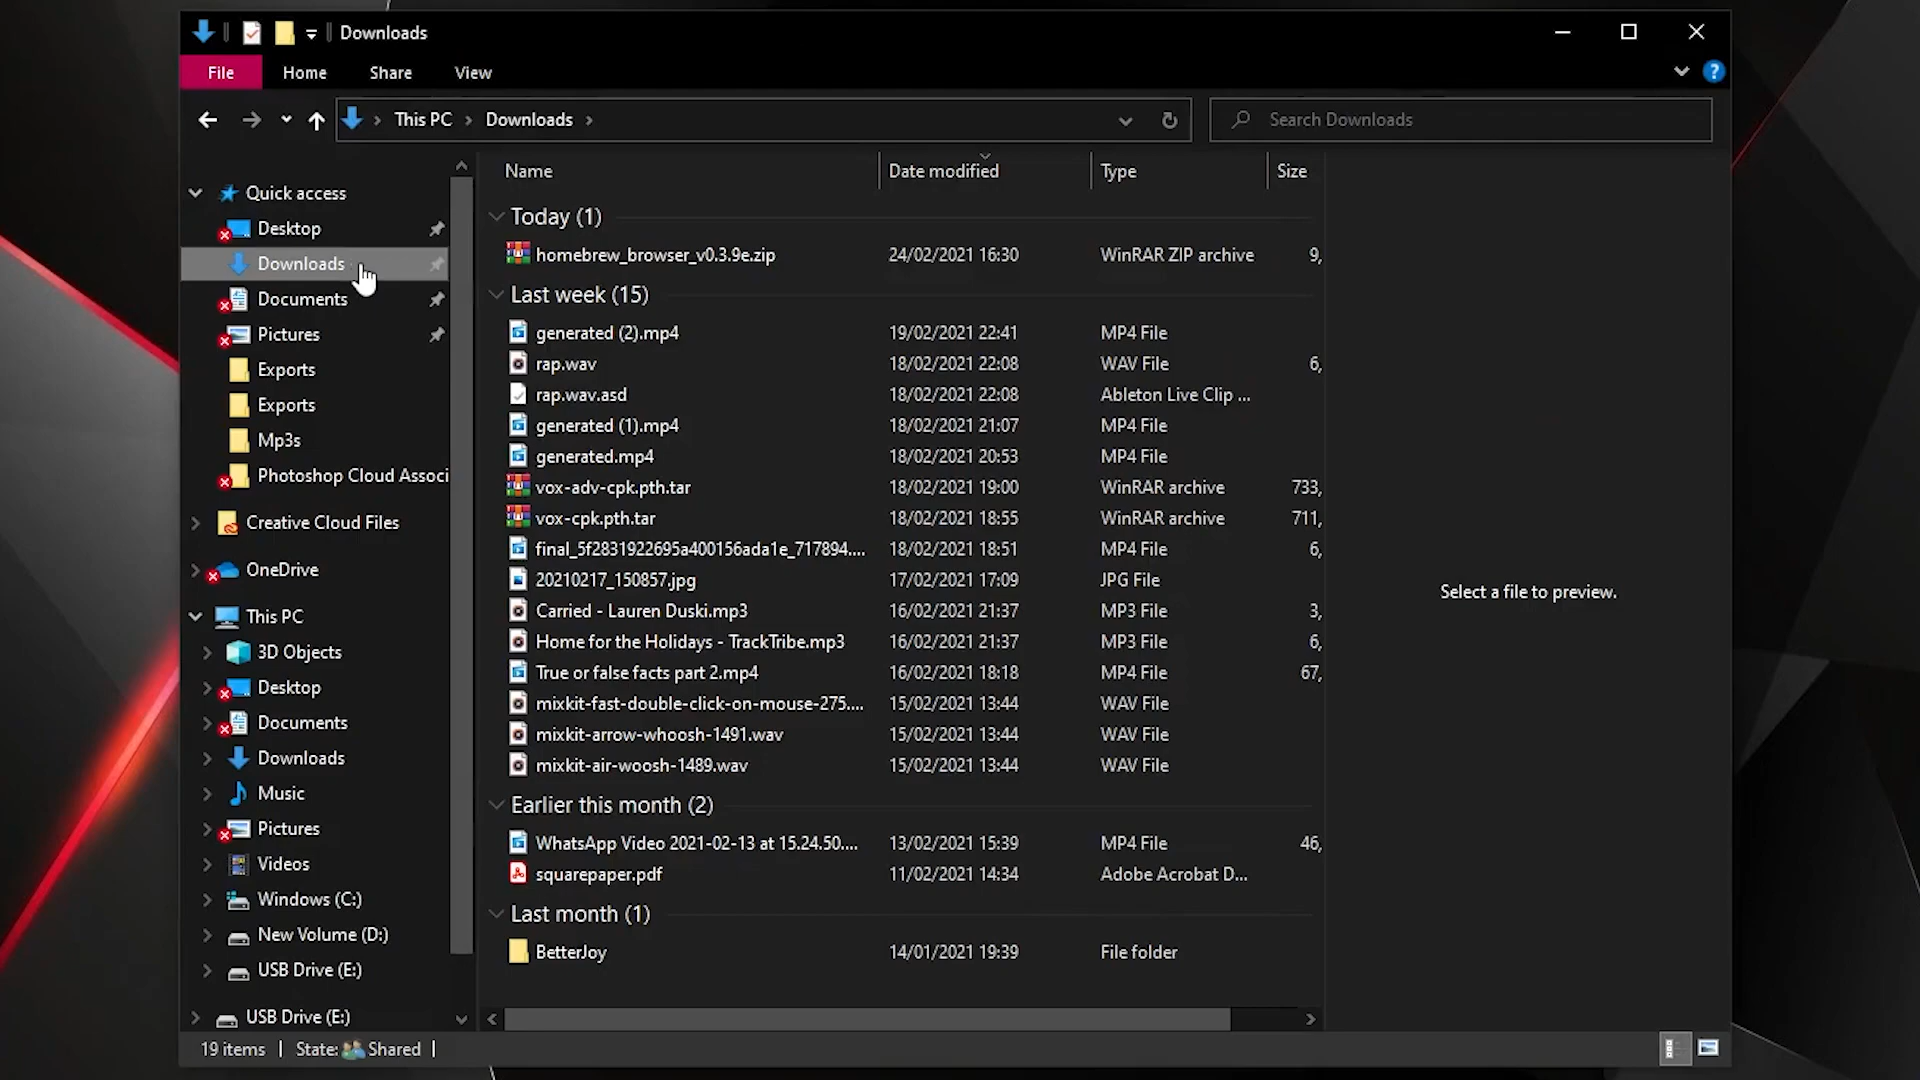 Downloads
File Home Share View
This PC > Downloads >
Search Downloads
Quick access
Desktop
Downloads
Documents
Pictures
Exports
Exports
Mp3s
Photoshop Cloud Associ
Creative Cloud Files
OneDrive
This PC
3D Objects
Desktop
Documents
Downloads
Music
Pictures
Videos
Windows (C:)
New Volume (D:)
USB Drive (E:)
USB Drive (E:)
Name Date modified Type Size
Today (1)
homebrew_browser_v0.3.9e.zip 24/02/2021 16:30 WinRAR ZIP archive 9,
Last week (15)
generated (2).mp4 19/02/2021 22:41 MP4 File
rap.wav 18/02/2021 22:08 WAV File 6,
rap.wav.asd 18/02/2021 22:08 Ableton Live Clip ...
generated (1).mp4 18/02/2021 21:07 MP4 File
generated.mp4 18/02/2021 20:53 MP4 File
vox-adv-cpk.pth.tar 18/02/2021 19:00 WinRAR archive 733,
vox-cpk.pth.tar 18/02/2021 18:55 WinRAR archive 711,
final_5f2831922695a400156ada1e_717894.... 18/02/2021 18:51 MP4 File 6,
20210217_150857.jpg 17/02/2021 17:09 JPG File
Carried - Lauren Duski.mp3 16/02/2021 21:37 MP3 File 3,
Home for the Holidays - TrackTribe.mp3 16/02/2021 21:37 MP3 File 6,
True or false facts part 2.mp4 16/02/2021 18:18 MP4 File 67,
mixkit-fast-double-click-on-mouse-275.... 15/02/2021 13:44 WAV File
mixkit-arrow-whoosh-1491.wav 15/02/2021 13:44 WAV File
mixkit-air-woosh-1489.wav 15/02/2021 13:44 WAV File
Earlier this month (2)
WhatsApp Video 2021-02-13 at 15.24.50.... 13/02/2021 15:39 MP4 File 46,
squarepaper.pdf 11/02/2021 14:34 Adobe Acrobat D...
Last month (1)
BetterJoy 14/01/2021 19:39 File folder
Select a file to preview.
19 items State: Shared